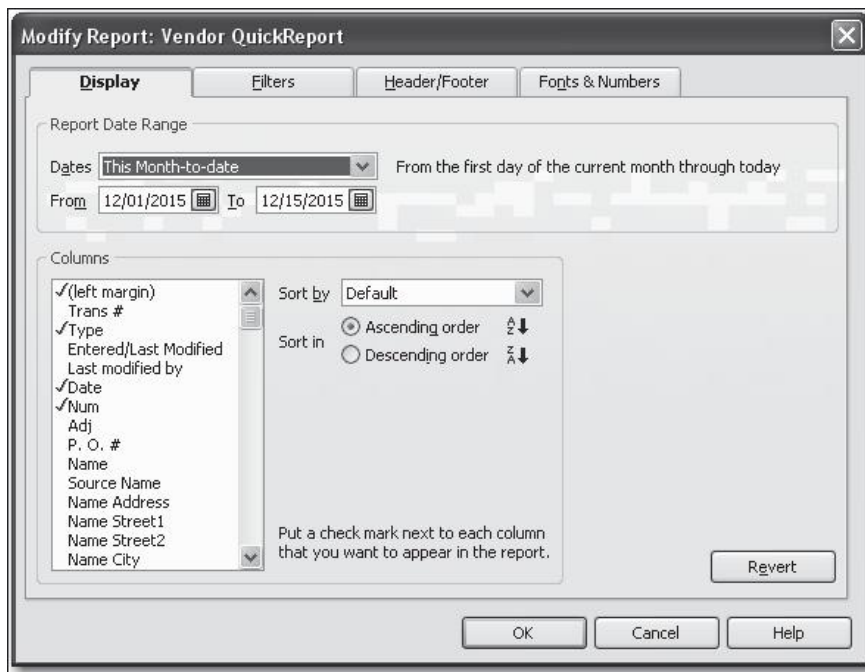 Modify Report: Vendor QuickReport
Display Filters Header/Footer Fonts & Numbers
Report Date Range
Dates This Month-to-date From the first day of the current month through today
From 12/01/2015 To 12/15/2015
Columns
✓(left margin)
Trans #
✓Type
Entered/Last Modified
Last modified by
✓Date
✓Num
Adj
P. O. #
Name
Source Name
Name Address
Name Street1
Name Street2
Name City
Sort by Default
Sort in
Ascending order AZ
Descending order ZA
Put a check mark next to each column
that you want to appear in the report.
Revert
OK Cancel Help